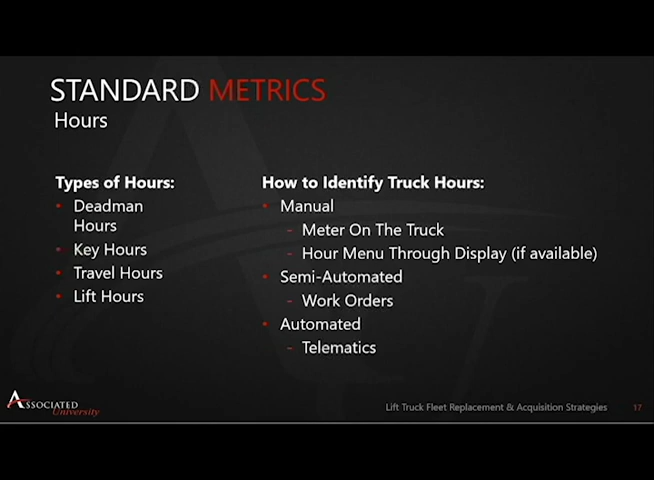 STANDARD METRICS
Hours
Types of Hours:
• Deadman
Hours
• Key Hours
• Travel Hours
• Lift Hours
How to Identify Truck Hours:
• Manual
- Meter On The Truck
- Hour Menu Through Display (if available)
• Semi-Automated
- Work Orders
• Automated
- Telematics
ASSOCIATED
University
Lift Truck Fleet Replacement & Acquisition Strategies 17